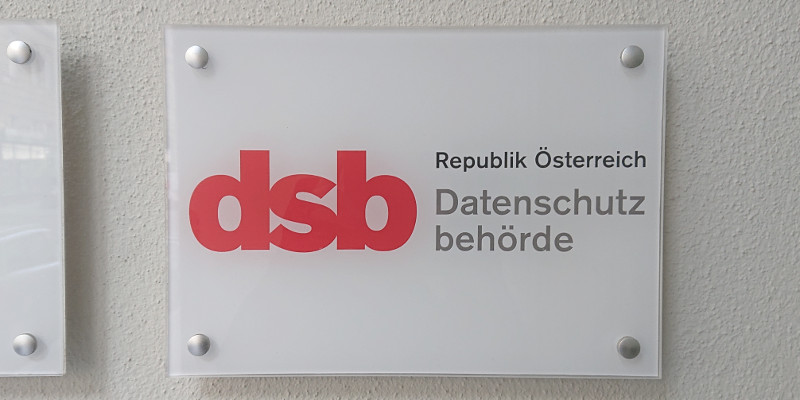 dsb
Republik Österreich
Datenschutz
behörde